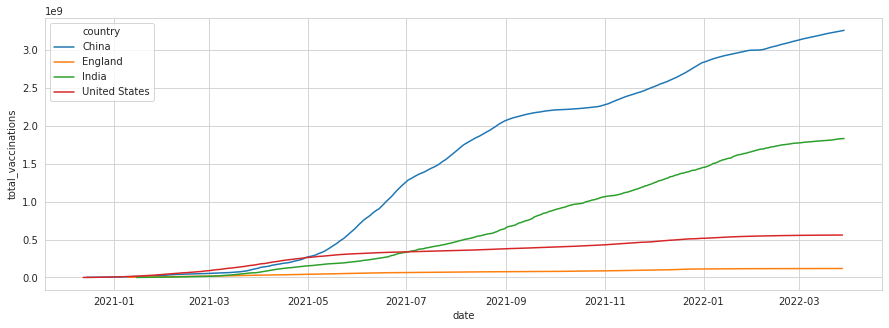 1e9
country
China
England
India
United States
3.0
2.5
2.0
1.5
1.0
0.5
0.0
total_vaccinations
2021-01 2021-03 2021-05 2021-07 2021-09 2021-11 2022-01 2022-03
date